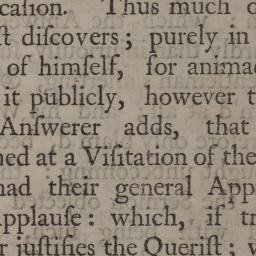 casion. Thus much o
st diſcovers; purely in
of himſelf, for animad
it publicly, however t
Anſwerer adds, that
ned at a Viſitation of the
had their general App
pplauſe: which, if tr
r juſtifies the Queriſt; w